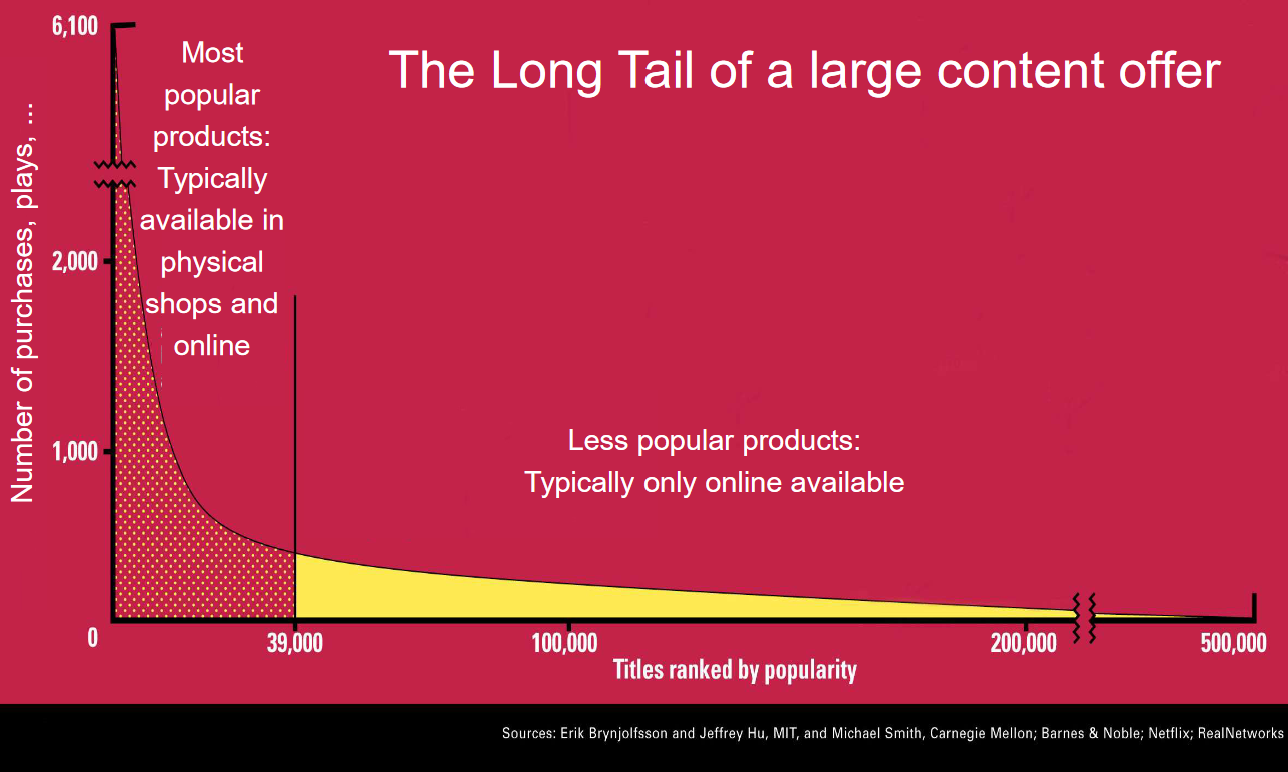 The Long Tail of a large content offer
6,100
Most
popular
products:
Typically
available in
physical
shops and
online
Number of purchases, plays, ...
2,000
1,000
0
Less popular products:
Typically only online available
39,000
100,000
200,000
500,000
Titles ranked by popularity
Sources: Erik Brynjolfsson and Jeffrey Hu, MIT, and Michael Smith, Carnegie Mellon; Barnes & Noble; Netflix; RealNetworks